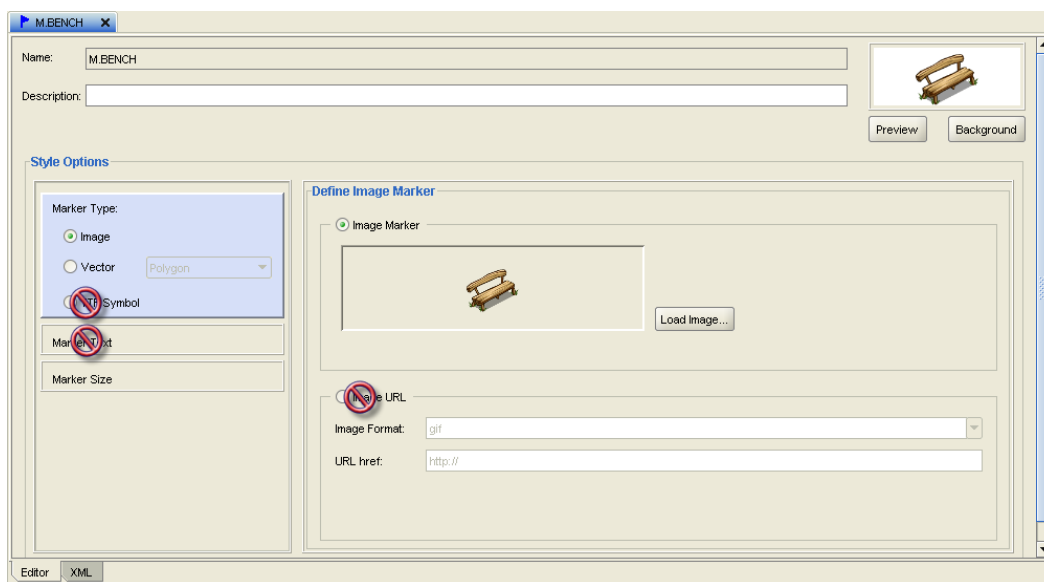 M.BENCH
Name:
M.BENCH
Description:
Preview
Background
Style Options
Marker Type:
Image
Vector
Polygon
Symbol
Marker Size
Define Image Marker
Image Marker
Load Image...
URL
Image Format:
gif
URL href:
http://
Editor
XML